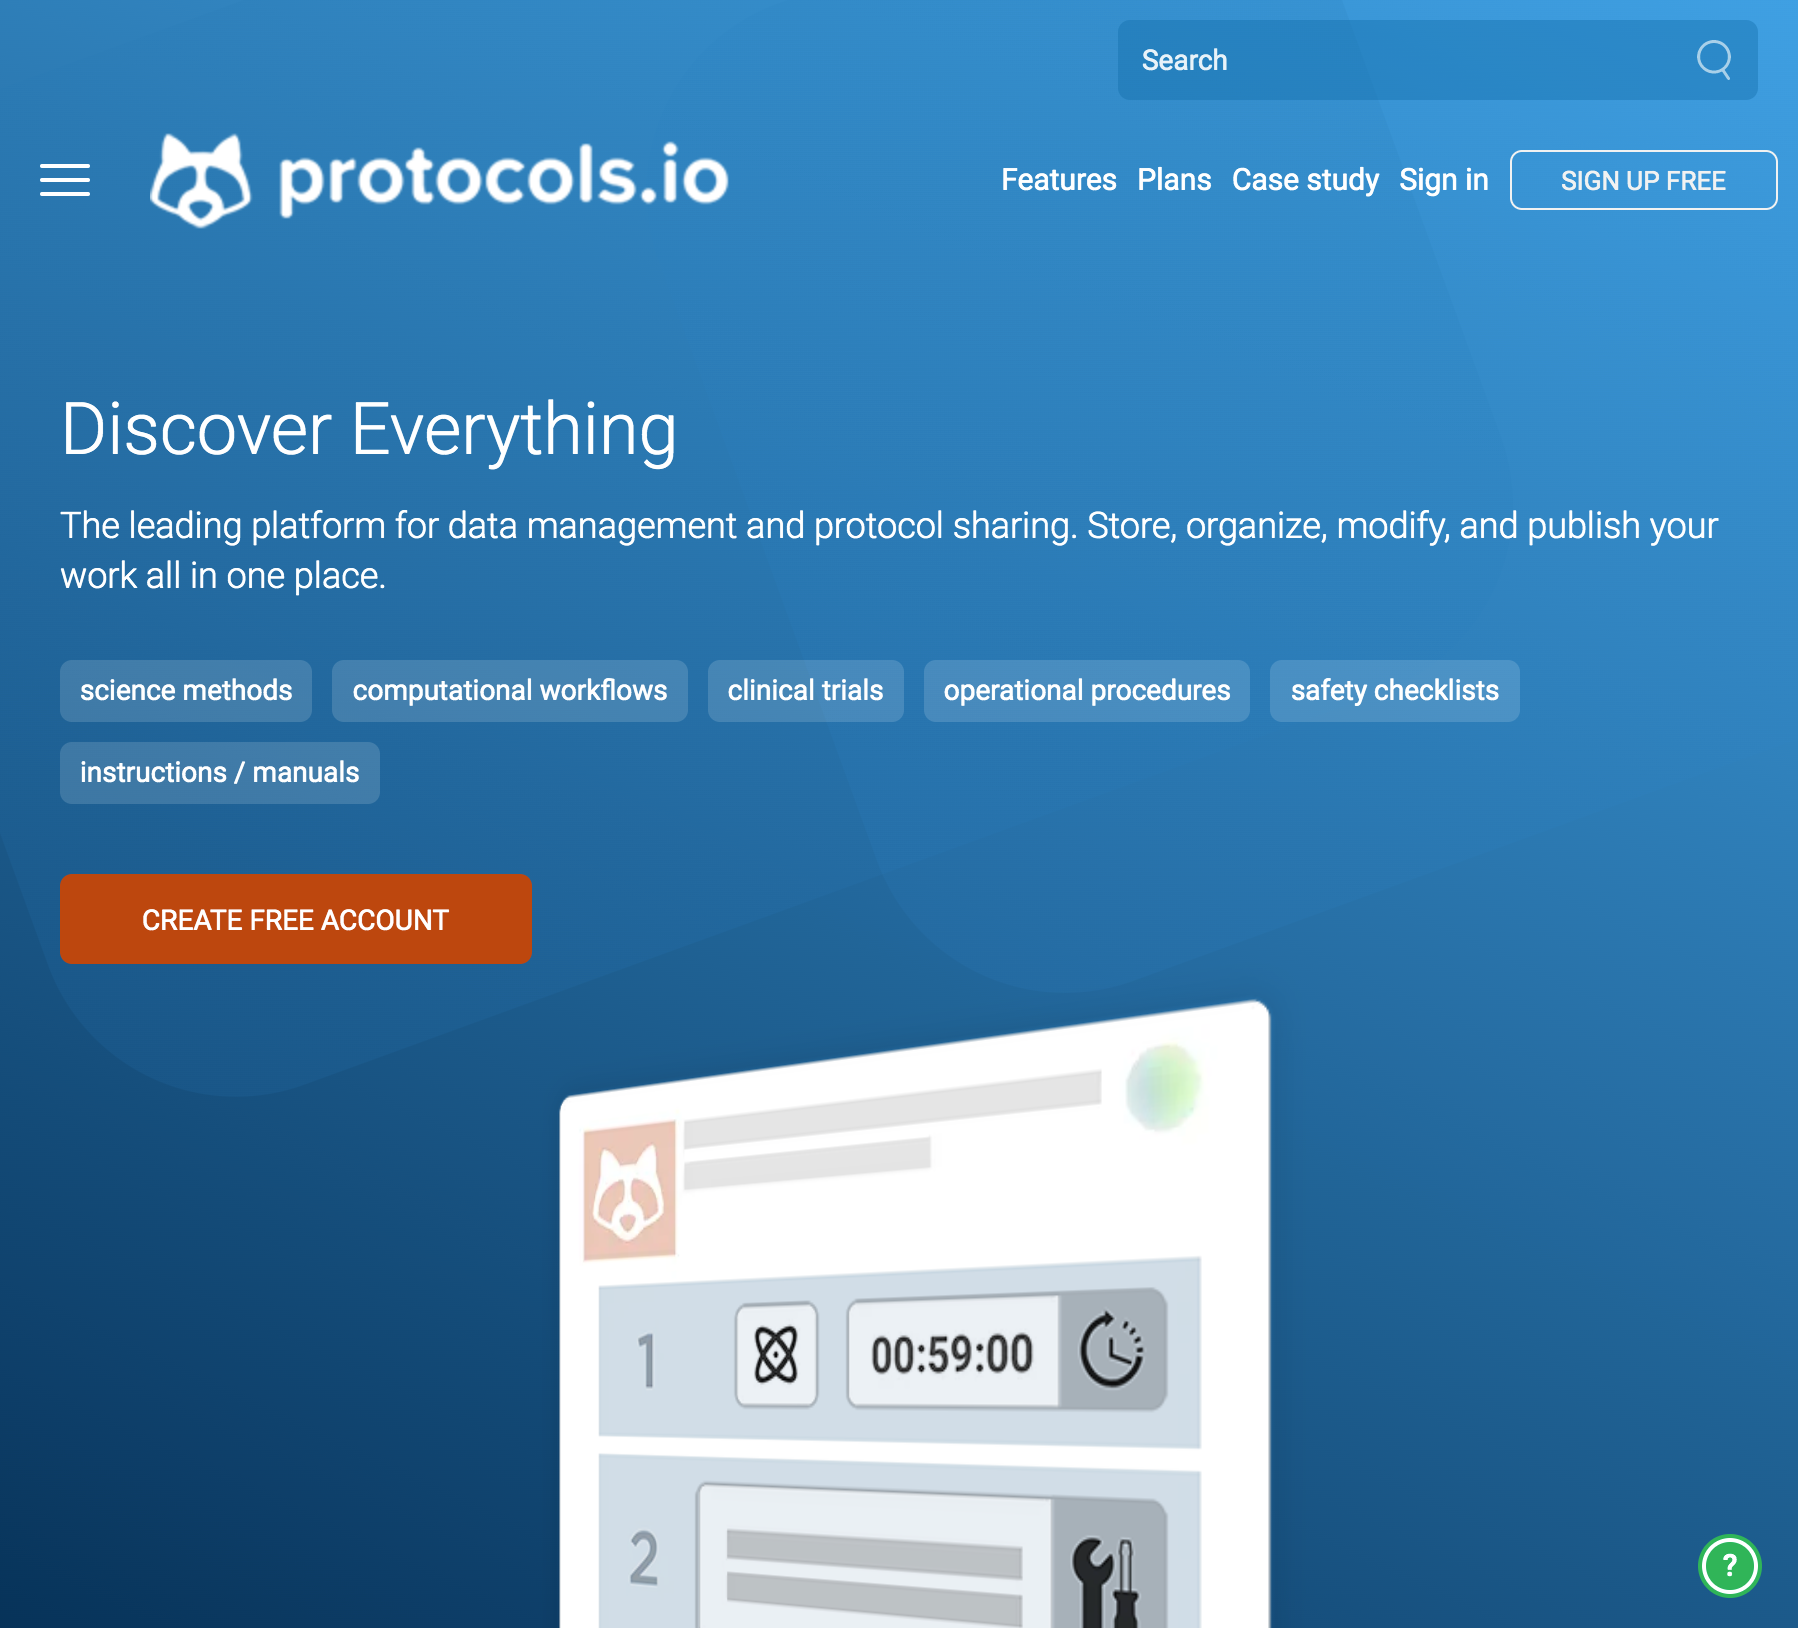 Search
protocols.io
Features Plans Case study Sign in SIGN UP FREE
Discover Everything
The leading platform for data management and protocol sharing. Store, organize, modify, and publish your
work all in one place.
science methods computational workflows clinical trials operational procedures safety checklists
instructions / manuals
CREATE FREE ACCOUNT
1 00:59:00
2
?